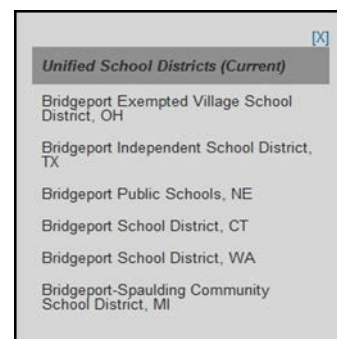 [X]
Unified School Districts (Current)
Bridgeport Exempted Village School
District, OH
Bridgeport Independent School District,
TX
Bridgeport Public Schools, NE
Bridgeport School District, CT
Bridgeport School District, WA
Bridgeport-Spaulding Community
School District, MI